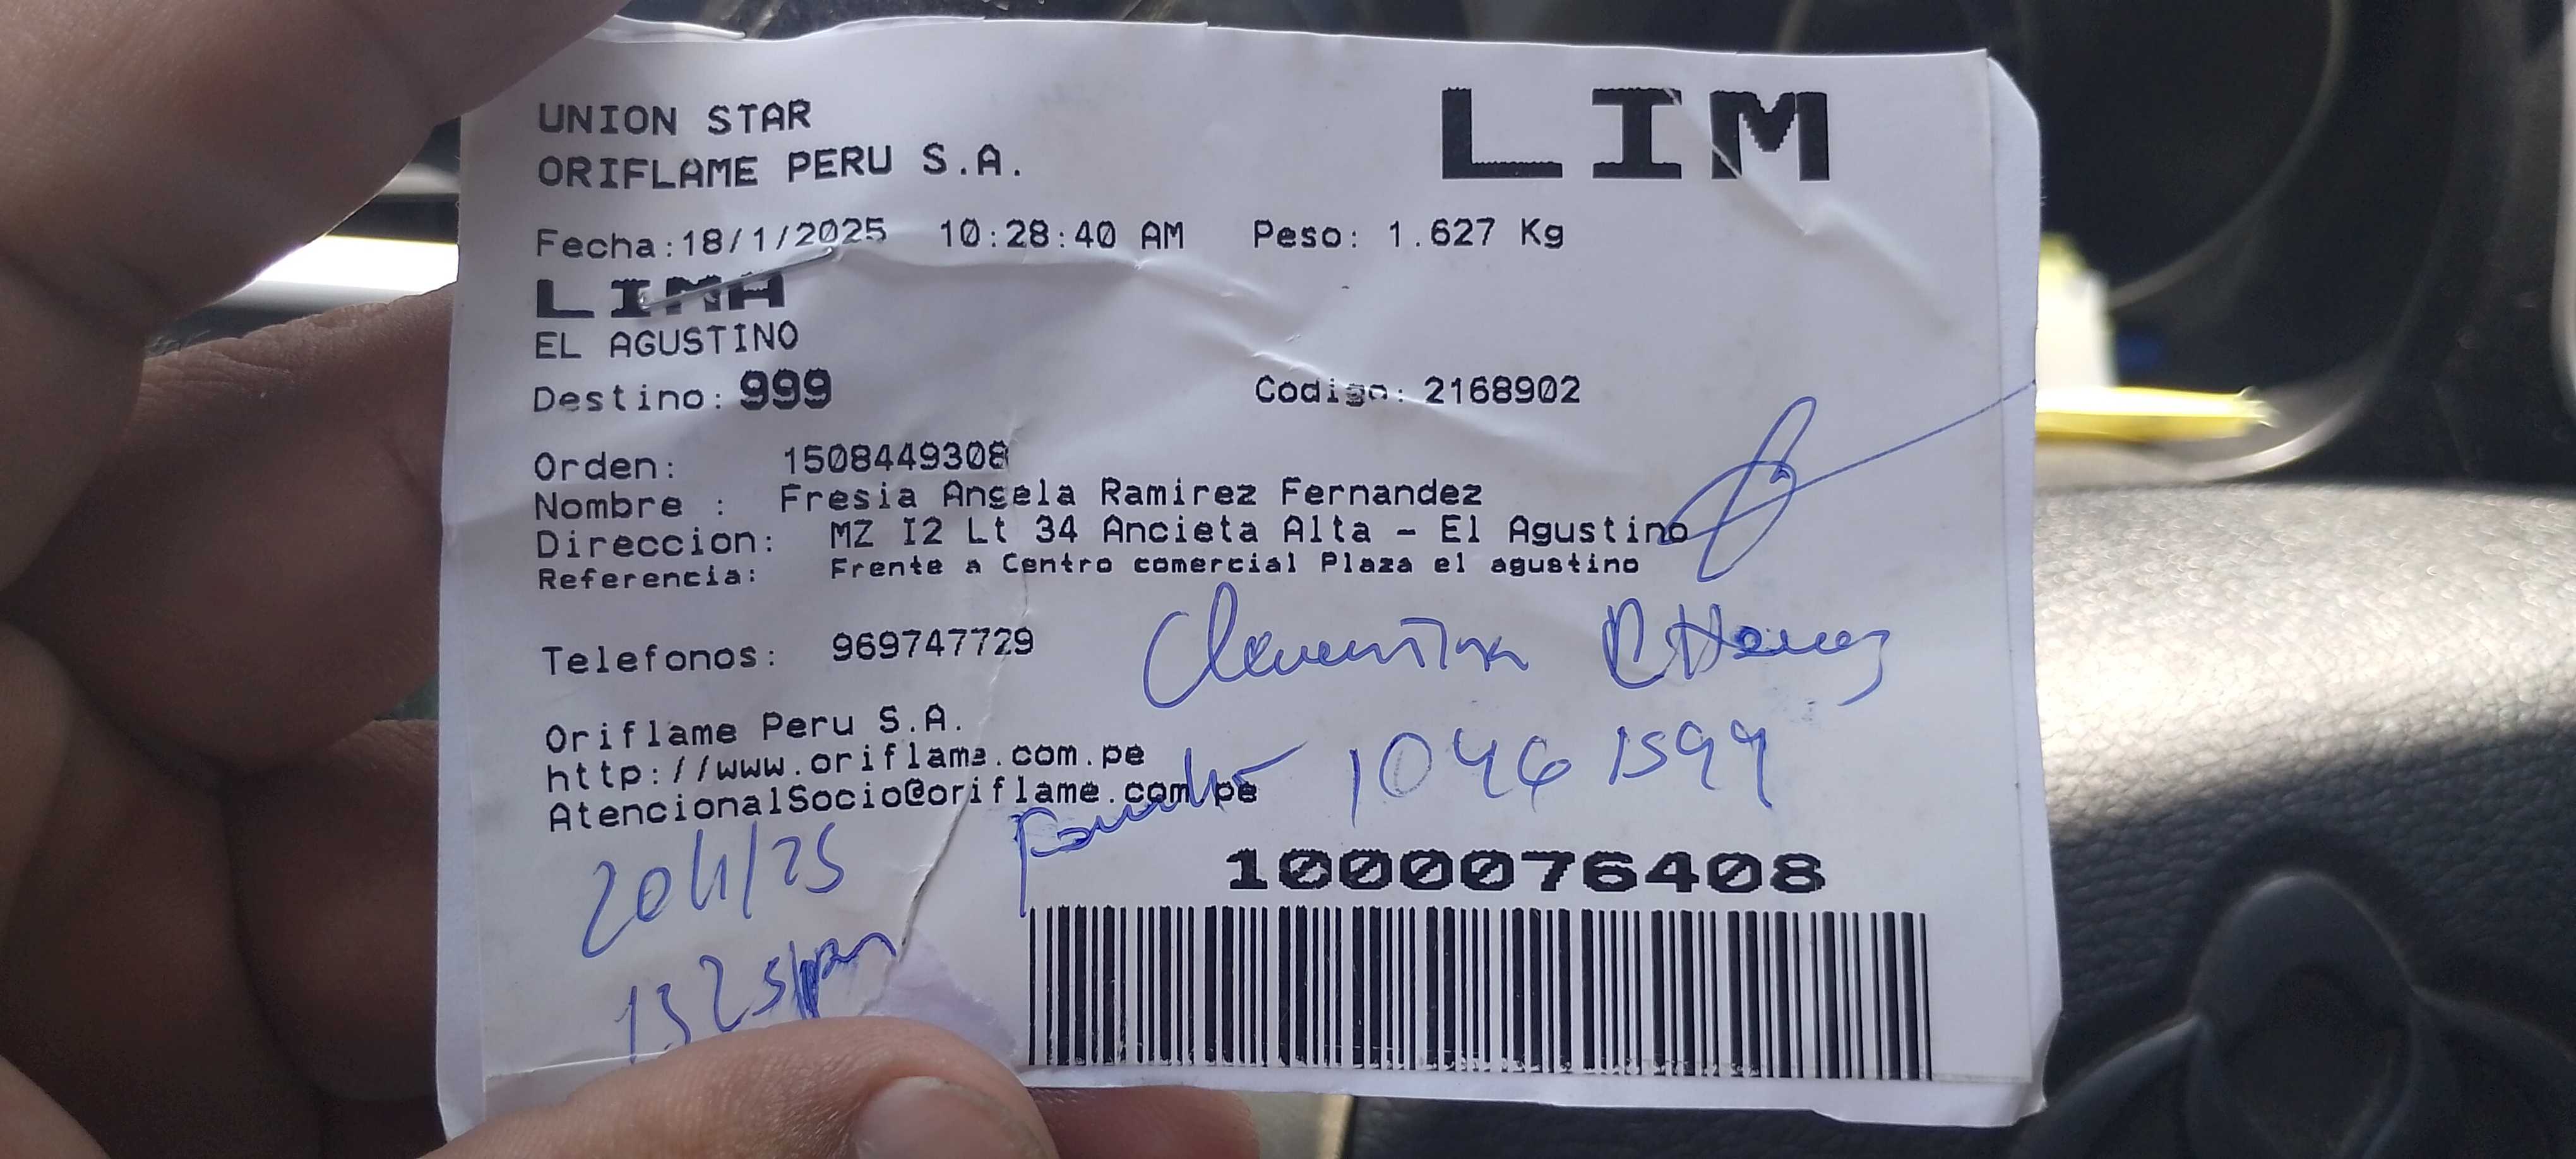 UNION STAR
LIM
ORIFLAME PERU S.A.
Fecha:18/1/2025 10:28:40 AM Peso: 1.627 Kg
LIMA
EL AGUSTINO
Destino: 999 Codigo: 2168902
Orden: 1508449308
Nombre : Fresia Angela Ramirez Fernandez
Direccion: MZ I2 Lt 34 Ancieta Alta - El Agustino
Referencia: Frente a Centro comercial Plaza el agustino
Telefonos: 969747729
Clementina
Oriflame Peru S.A.
http://www.oriflame.com.pe
AtencionalSocio@oriflame.com.pe
1046 1599
20/1/25
1000076408